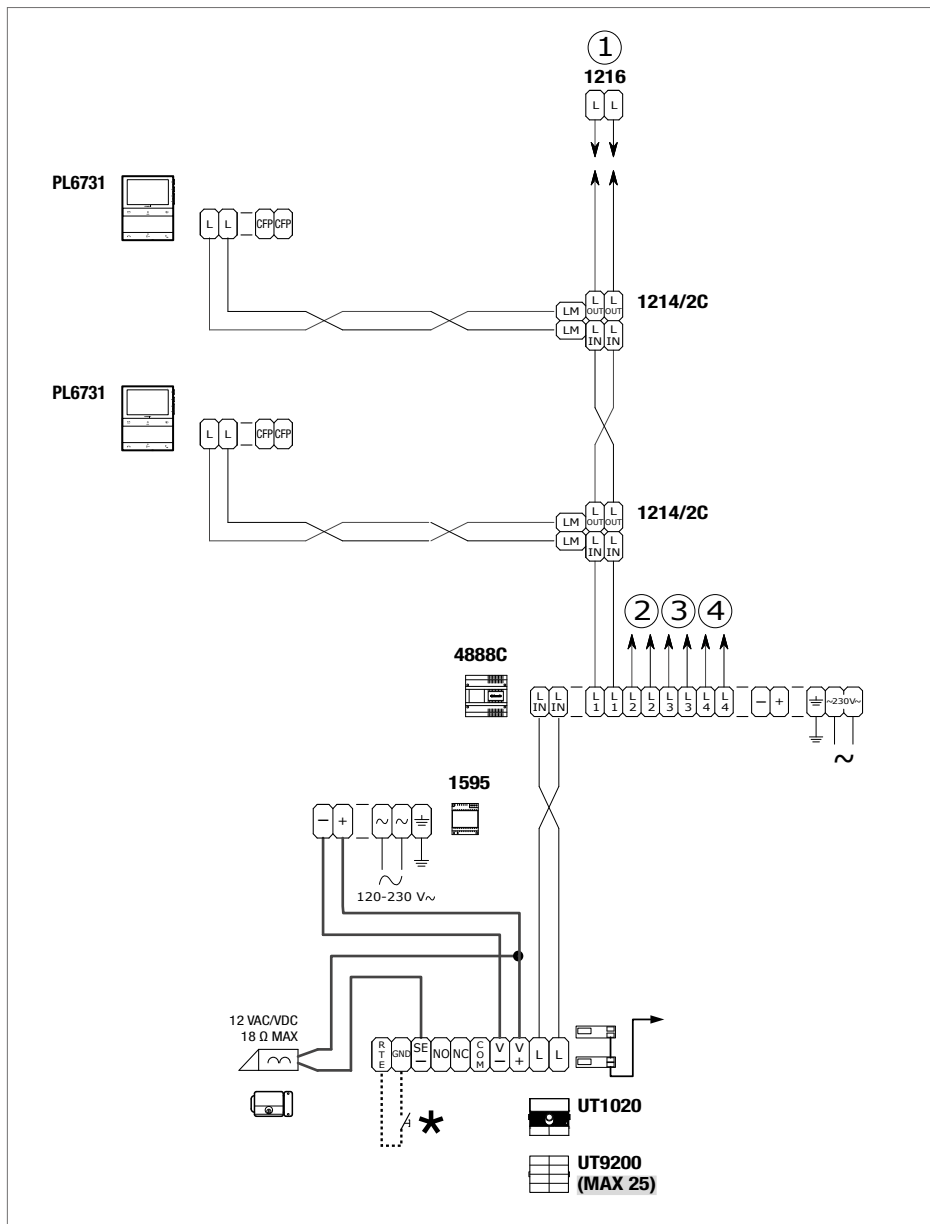 ①
1216
L L
PL6731
L L CFP CFP
LM L OUT L OUT 1214/2C
LM L IN L IN
PL6731
L L CFP CFP
LM L OUT L OUT 1214/2C
LM L IN L IN
② ③ ④
4888C
L IN L IN L 1 L 1 L 2 L 2 L 3 L 3 L 4 L 4 − + ~230V~
~
1595
− + ~ ~
~
120-230 V~
12 VAC/VDC
18 Ω MAX
RTE GND SE − NO NC COM V − V + L L
*
UT1020
UT9200
(MAX 25)